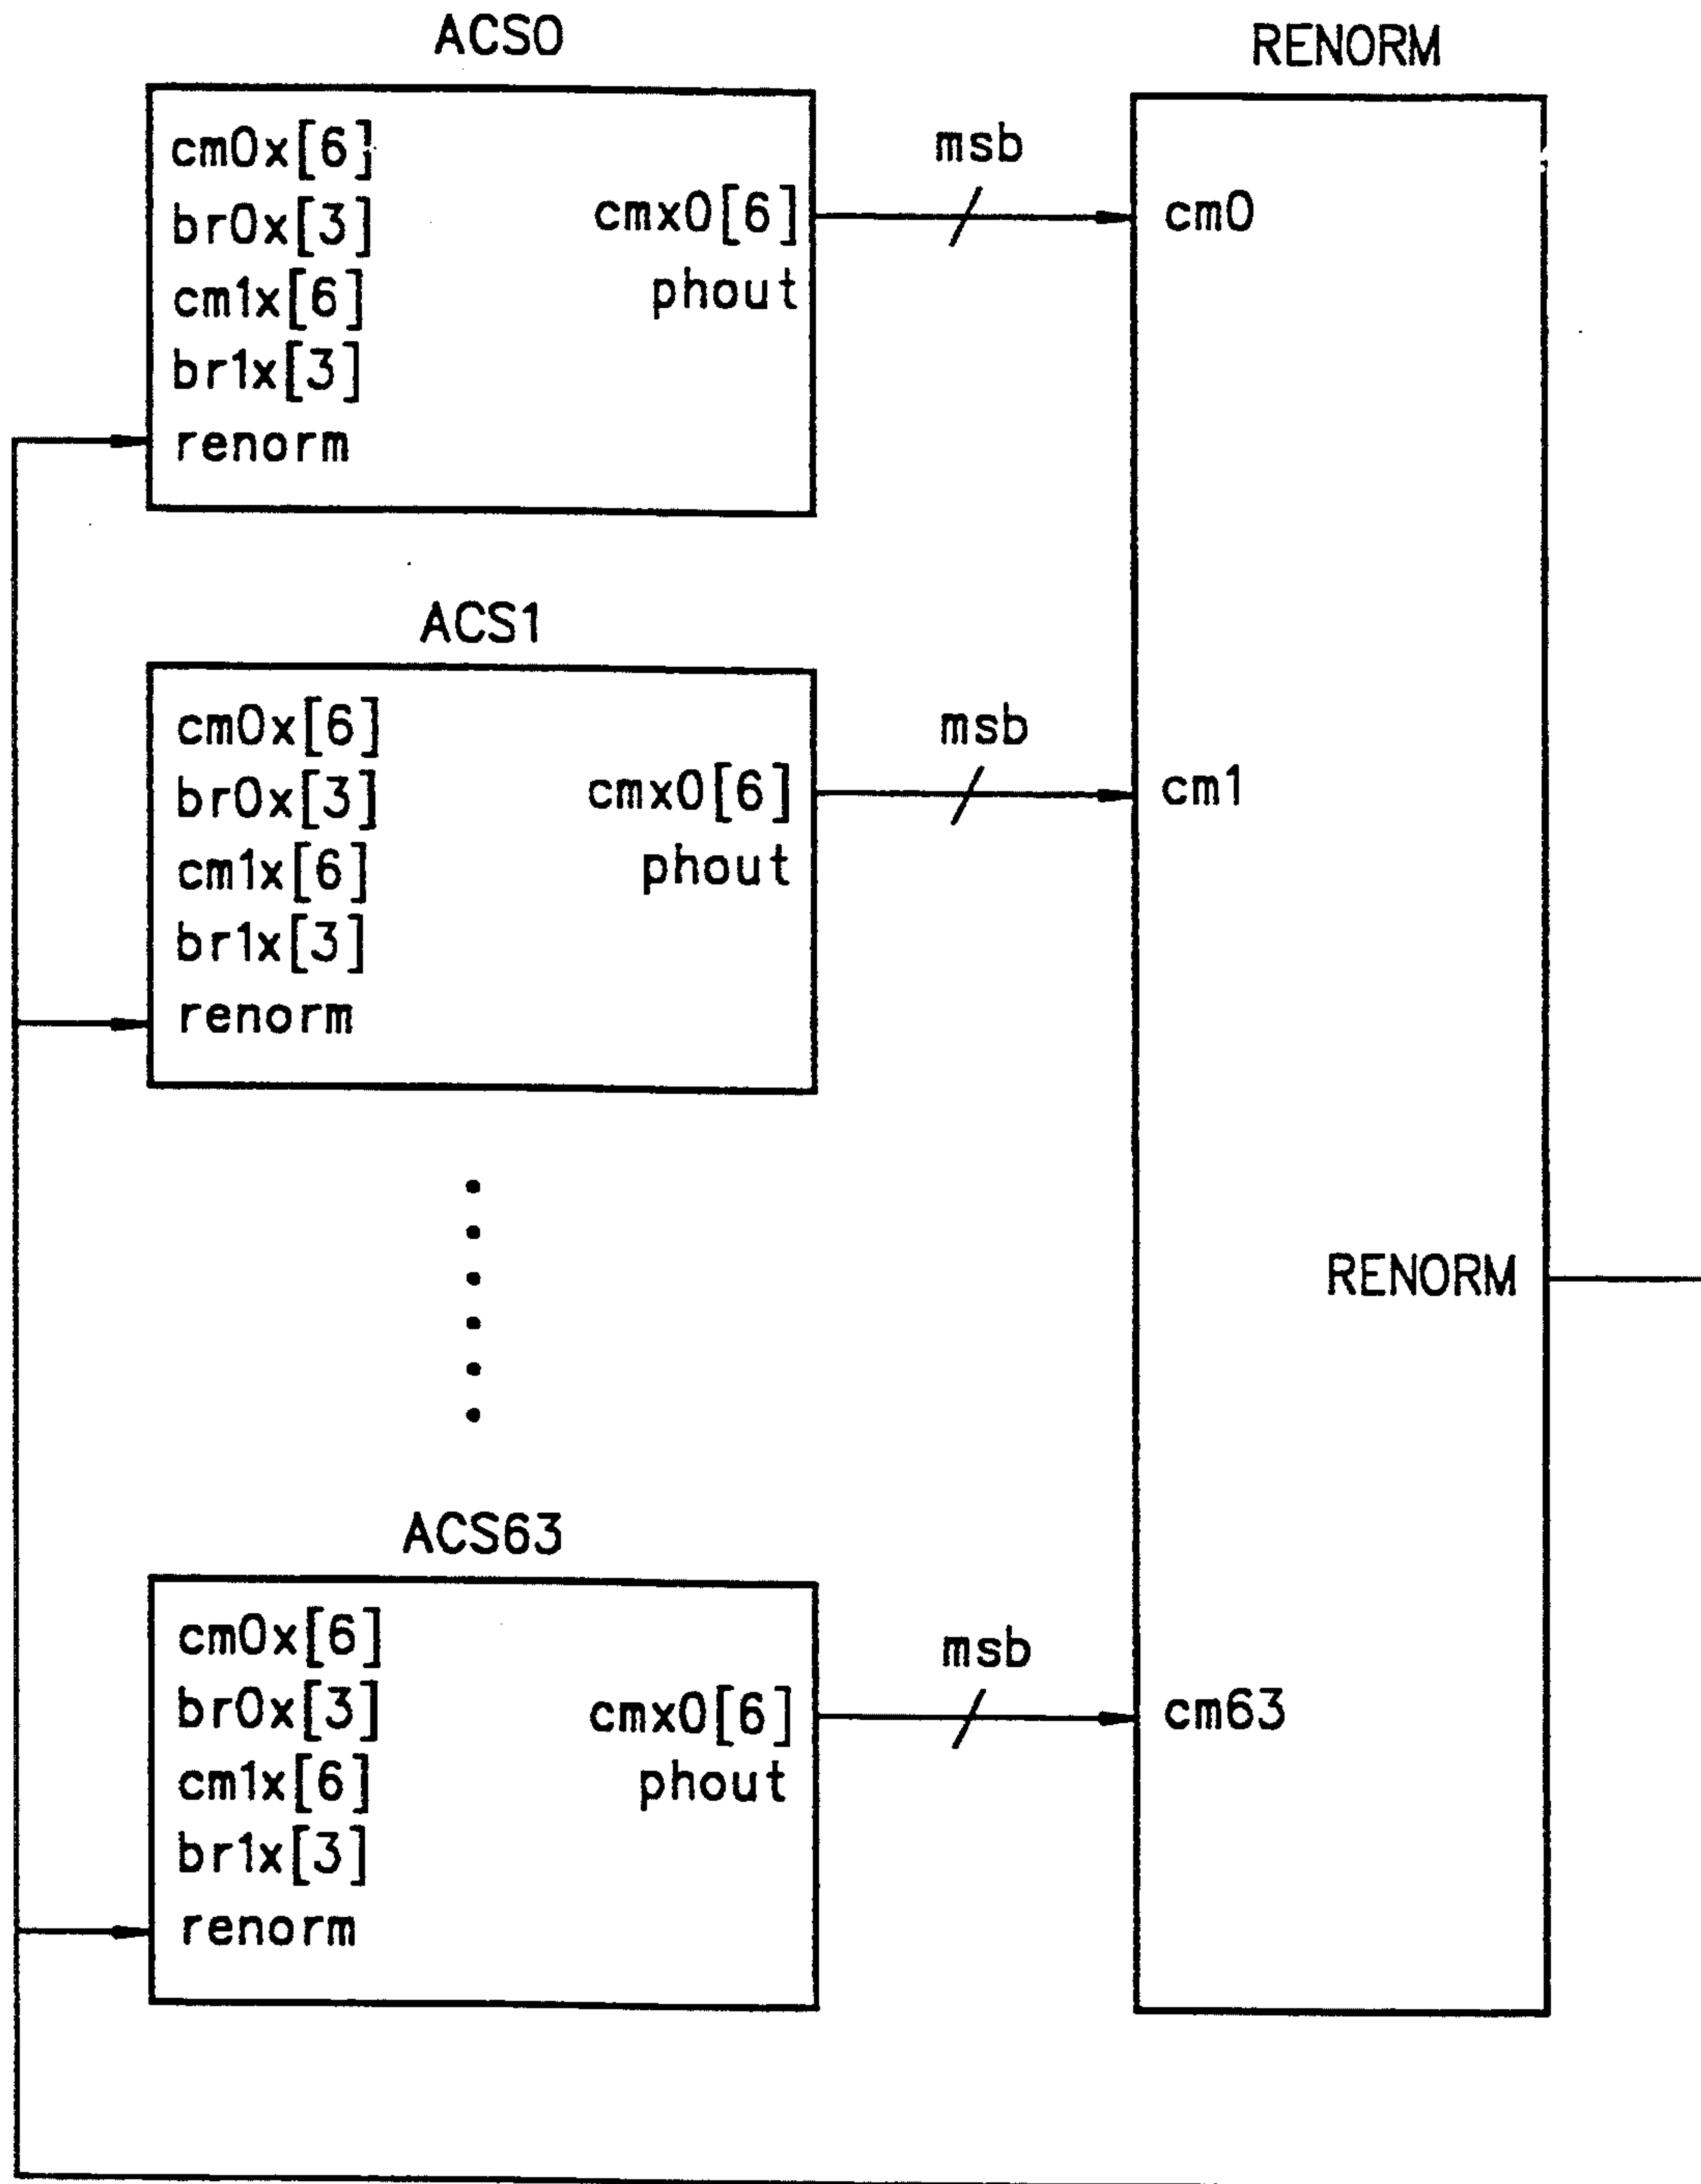 ACS0
RENORM
cm0x[6]
br0x[3]
cmx0[6]
msb
cm0
cm1x[6]
phout
br1x[3]
renorm
ACS1
cm0x[6]
br0x[3]
cmx0[6]
msb
cm1
cm1x[6]
phout
br1x[3]
renorm
RENORM
ACS63
cm0x[6]
br0x[3]
cmx0[6]
msb
cm63
cm1x[6]
phout
br1x[3]
renorm